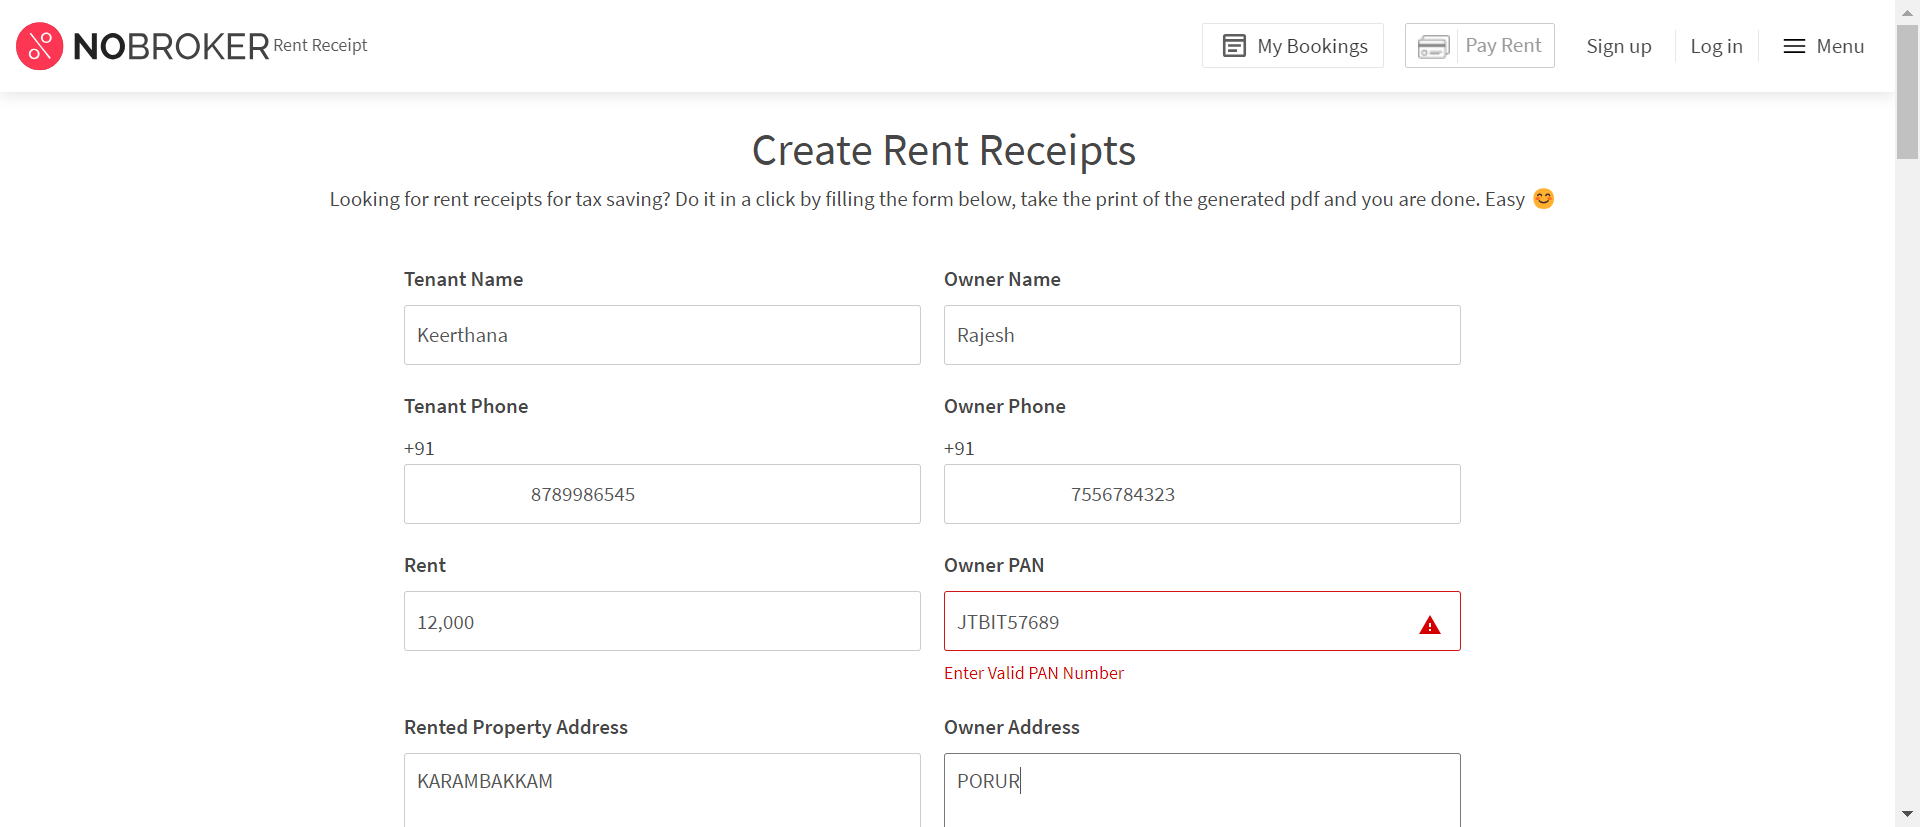 NOBROKER Rent Receipt
My Bookings
Pay Rent
Sign up
Log in
Menu
Create Rent Receipts
Looking for rent receipts for tax saving? Do it in a click by filling the form below, take the print of the generated pdf and you are done. Easy 😊
Tenant Name
Keerthana
Owner Name
Rajesh
Tenant Phone
+91
8789986545
Owner Phone
+91
7556784323
Rent
12,000
Owner PAN
JTBIT57689
Enter Valid PAN Number
Rented Property Address
KARAMBAKKAM
Owner Address
PORUR